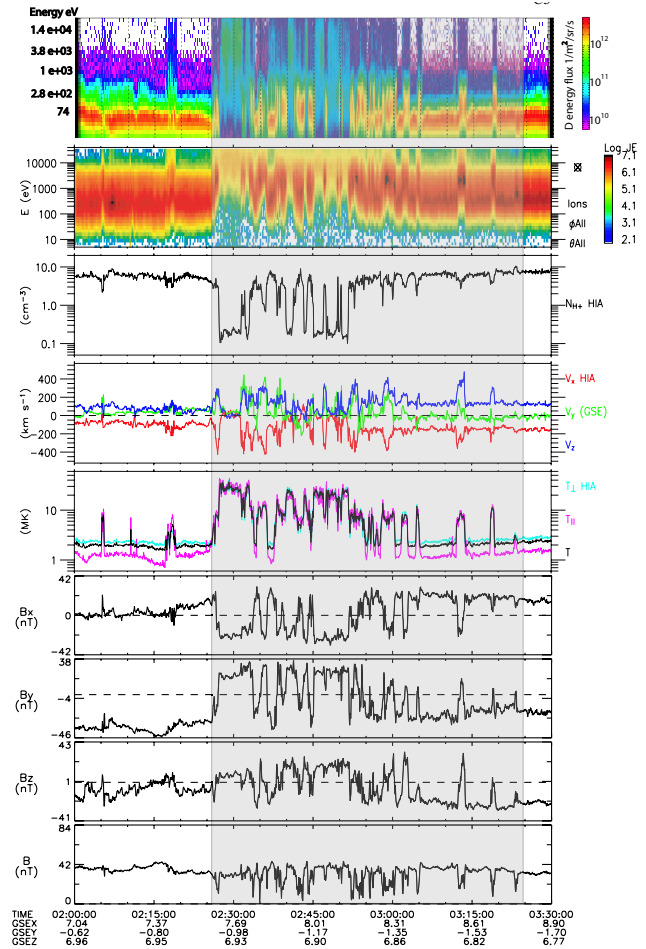 Energy eV
1.4 e+04
3.8 e+03
1 e+03
2.8 e+02
74
D energy flux 1/m²/sr/s
10¹²
10¹¹
10¹⁰
E (eV)
10000
1000
100
10
Ions
ϕAll
θAll
Log JE
7.1
6.1
5.1
4.1
3.1
2.1
(cm⁻³)
10.0
1.0
0.1
N_H+ HIA
(km s⁻¹)
400
200
0
−200
−400
Vₓ HIA
V_Y (GSE)
V_z
(MK)
10
1
T⊥ HIA
T_II
T
Bx
(nT)
42
0
−42
By
(nT)
38
−4
−46
Bz
(nT)
43
1
−41
B
(nT)
84
42
0
TIME 02:00:00 02:15:00 02:30:00 02:45:00 03:00:00 03:15:00 03:30:00
GSEX 7.04 7.37 7.69 8.01 8.31 8.61 8.90
GSEY −0.62 −0.80 −0.98 −1.17 −1.35 −1.53 −1.70
GSEZ 6.96 6.95 6.93 6.90 6.86 6.82 6.77